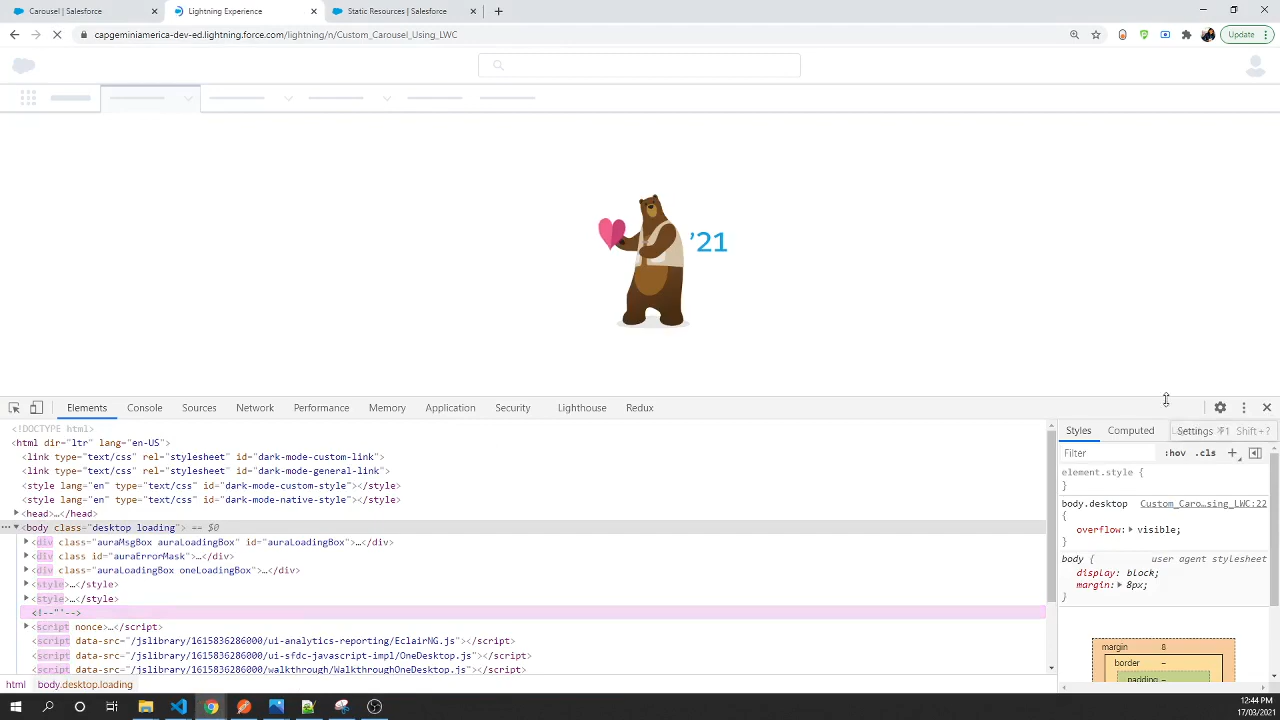 Carousel | Salesforce
Lightning Experience
Static Resources | Salesforce
capgeminiamerica-dev-ed.lightning.force.com/lightning/n/Custom_Carousel_Using_LWC
Update
’21
Elements
Console
Sources
Network
Performance
Memory
Application
Security
Lighthouse
Redux
<!DOCTYPE html>
<html dir="ltr" lang="en-US">
<link type="text/css" rel="stylesheet" id="dark-mode-custom-link">
<link type="text/css" rel="stylesheet" id="dark-mode-general-link">
<style lang="en" type="text/css" id="dark-mode-custom-style"></style>
<style lang="en" type="text/css" id="dark-mode-native-style"></style>
<head>…</head>
<body class="desktop loading"> == $0
<div class="auraMsgBox auraLoadingBox" id="auraLoadingBox">…</div>
<div class id="auraErrorMask">…</div>
<div class="auraLoadingBox oneLoadingBox">…</div>
<style>…</style>
<style>…</style>
<!--"'-->
<script nonce>…</script>
<script data-src="/jslibrary/1615836286000/ui-analytics-reporting/EclairNG.js"></script>
<script data-src="/jslibrary/1615836286000/ui-sfdc-javascript-impl/OneDesktop.js"></script>
<script data-src="/jslibrary/1615836286000/walkthrough/WalkthroughOneDesktop.js"></script>
html body.desktop.loading
Styles
Computed
Settings
Shift+?
Filter
:hov .cls
element.style {
}
body.desktop Custom_Caro…sing_LWC:22
{
overflow: visible;
}
body { user agent stylesheet
display: block;
margin: 8px;
}
margin 8
border –
padding –
12:44 PM
17/03/2021